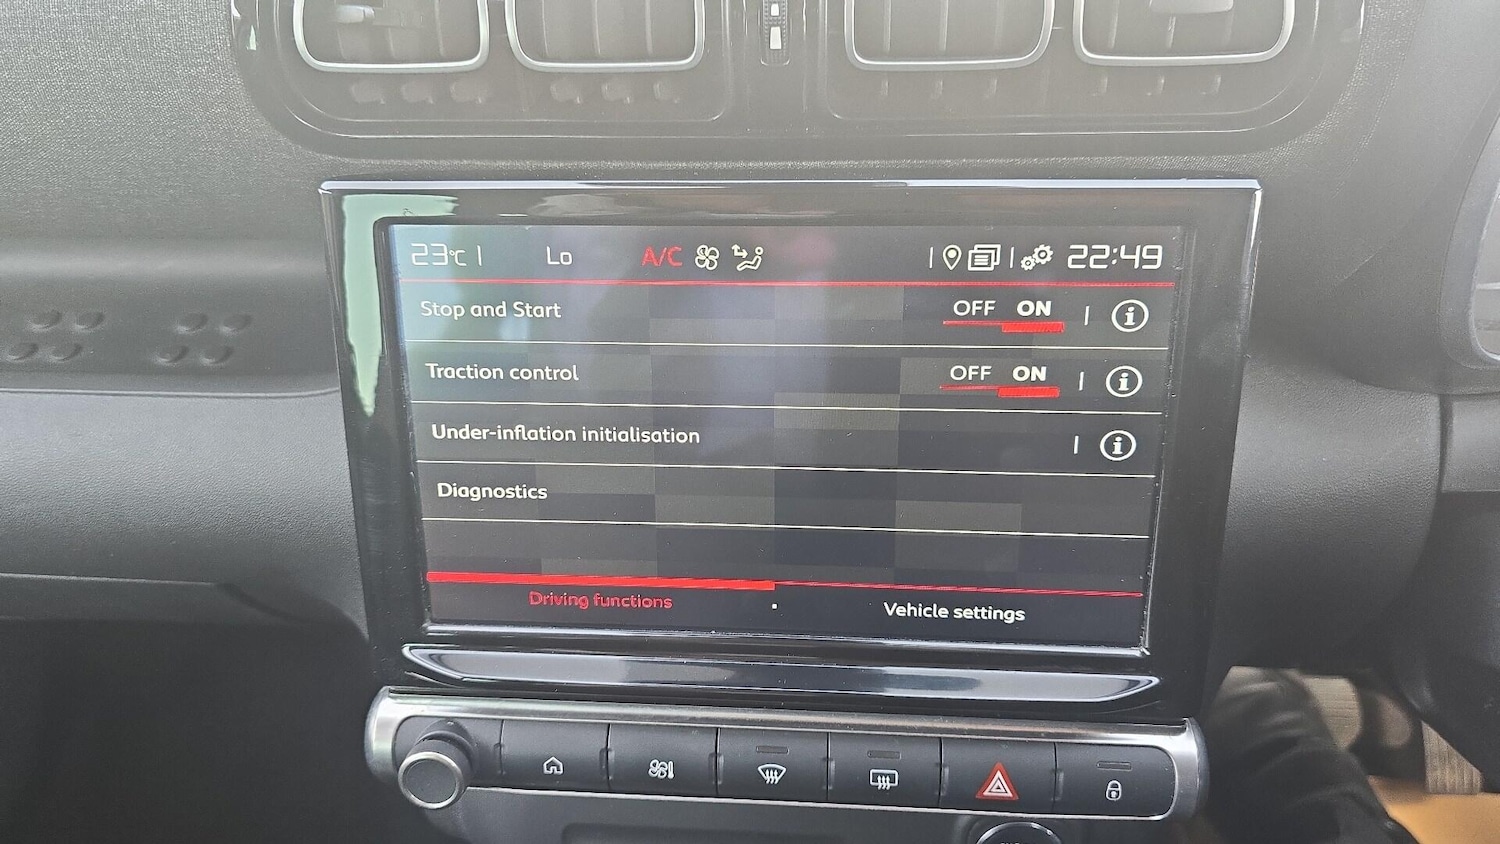 23°C Lo A/C 22:49
Stop and Start OFF ON
Traction control OFF ON
Under-inflation initialisation
Diagnostics
Driving functions Vehicle settings